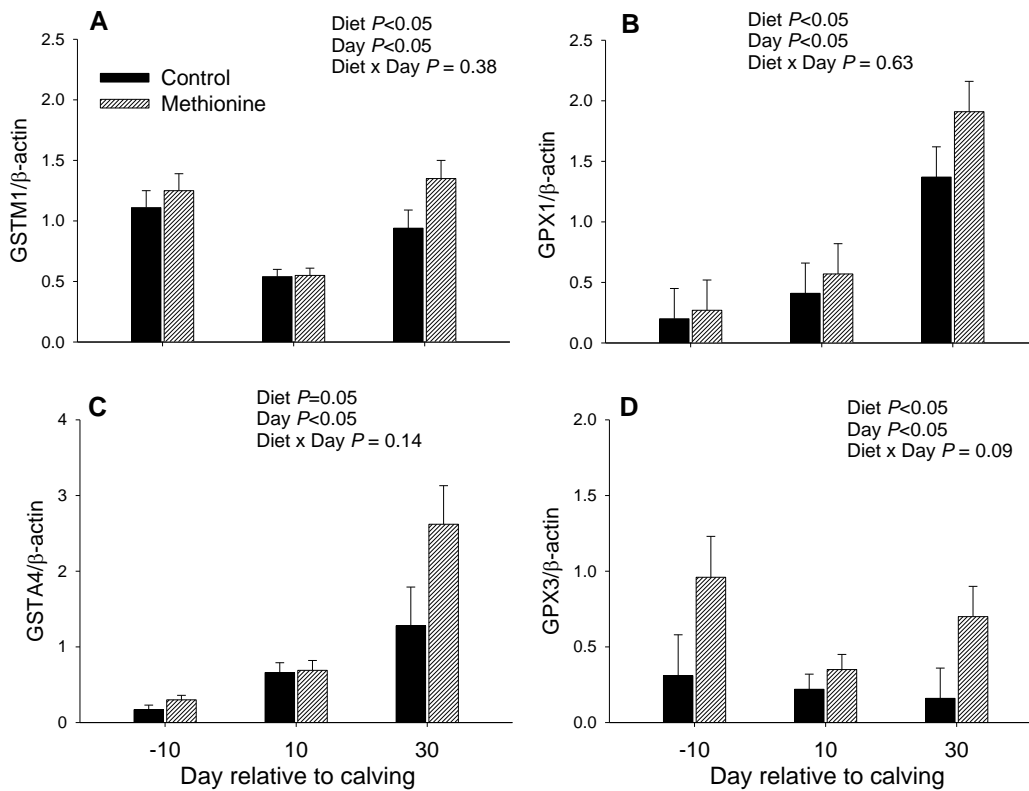 A
Diet P<0.05
Day P<0.05
Diet x Day P = 0.38
Control
Methionine
GSTM1/β-actin
2.5
2.0
1.5
1.0
0.5
0.0
B
Diet P<0.05
Day P<0.05
Diet x Day P = 0.63
GPX1/β-actin
2.5
2.0
1.5
1.0
0.5
0.0
C
Diet P=0.05
Day P<0.05
Diet x Day P = 0.14
GSTA4/β-actin
4
3
2
1
0
-10 10 30
Day relative to calving
D
Diet P<0.05
Day P<0.05
Diet x Day P = 0.09
GPX3/β-actin
2.0
1.5
1.0
0.5
0.0
-10 10 30
Day relative to calving